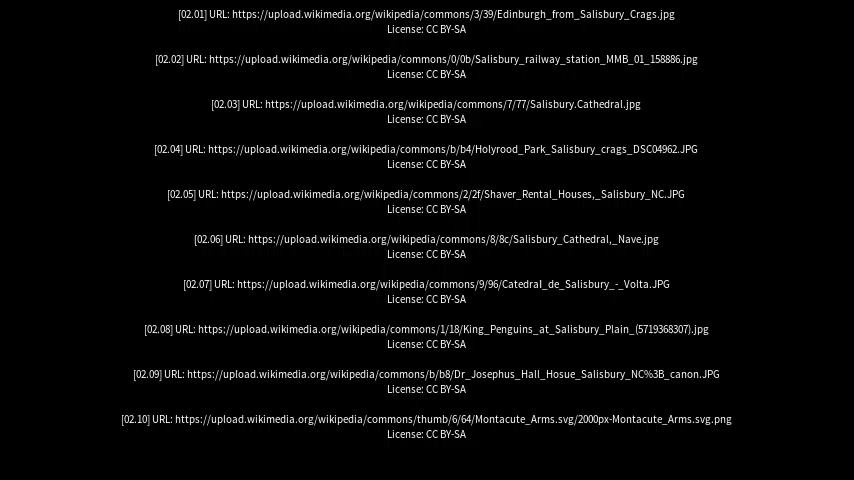 [02.01] URL: https://upload.wikimedia.org/wikipedia/commons/3/39/Edinburgh_from_Salisbury_Crags.jpg
License: CC BY-SA
[02.02] URL: https://upload.wikimedia.org/wikipedia/commons/0/0b/Salisbury_railway_station_MMB_01_158886.jpg
License: CC BY-SA
[02.03] URL: https://upload.wikimedia.org/wikipedia/commons/7/77/Salisbury.Cathedral.jpg
License: CC BY-SA
[02.04] URL: https://upload.wikimedia.org/wikipedia/commons/b/b4/Holyrood_Park_Salisbury_crags_DSC04962.JPG
License: CC BY-SA
[02.05] URL: https://upload.wikimedia.org/wikipedia/commons/2/2f/Shaver_Rental_Houses,_Salisbury_NC.JPG
License: CC BY-SA
[02.06] URL: https://upload.wikimedia.org/wikipedia/commons/8/8c/Salisbury_Cathedral,_Nave.jpg
License: CC BY-SA
[02.07] URL: https://upload.wikimedia.org/wikipedia/commons/9/96/Catedral_de_Salisbury_-_Volta.JPG
License: CC BY-SA
[02.08] URL: https://upload.wikimedia.org/wikipedia/commons/1/18/King_Penguins_at_Salisbury_Plain_(5719368307).jpg
License: CC BY-SA
[02.09] URL: https://upload.wikimedia.org/wikipedia/commons/b/b8/Dr_Josephus_Hall_Hosue_Salisbury_NC%3B_canon.JPG
License: CC BY-SA
[02.10] URL: https://upload.wikimedia.org/wikipedia/commons/thumb/6/64/Montacute_Arms.svg/2000px-Montacute_Arms.svg.png
License: CC BY-SA